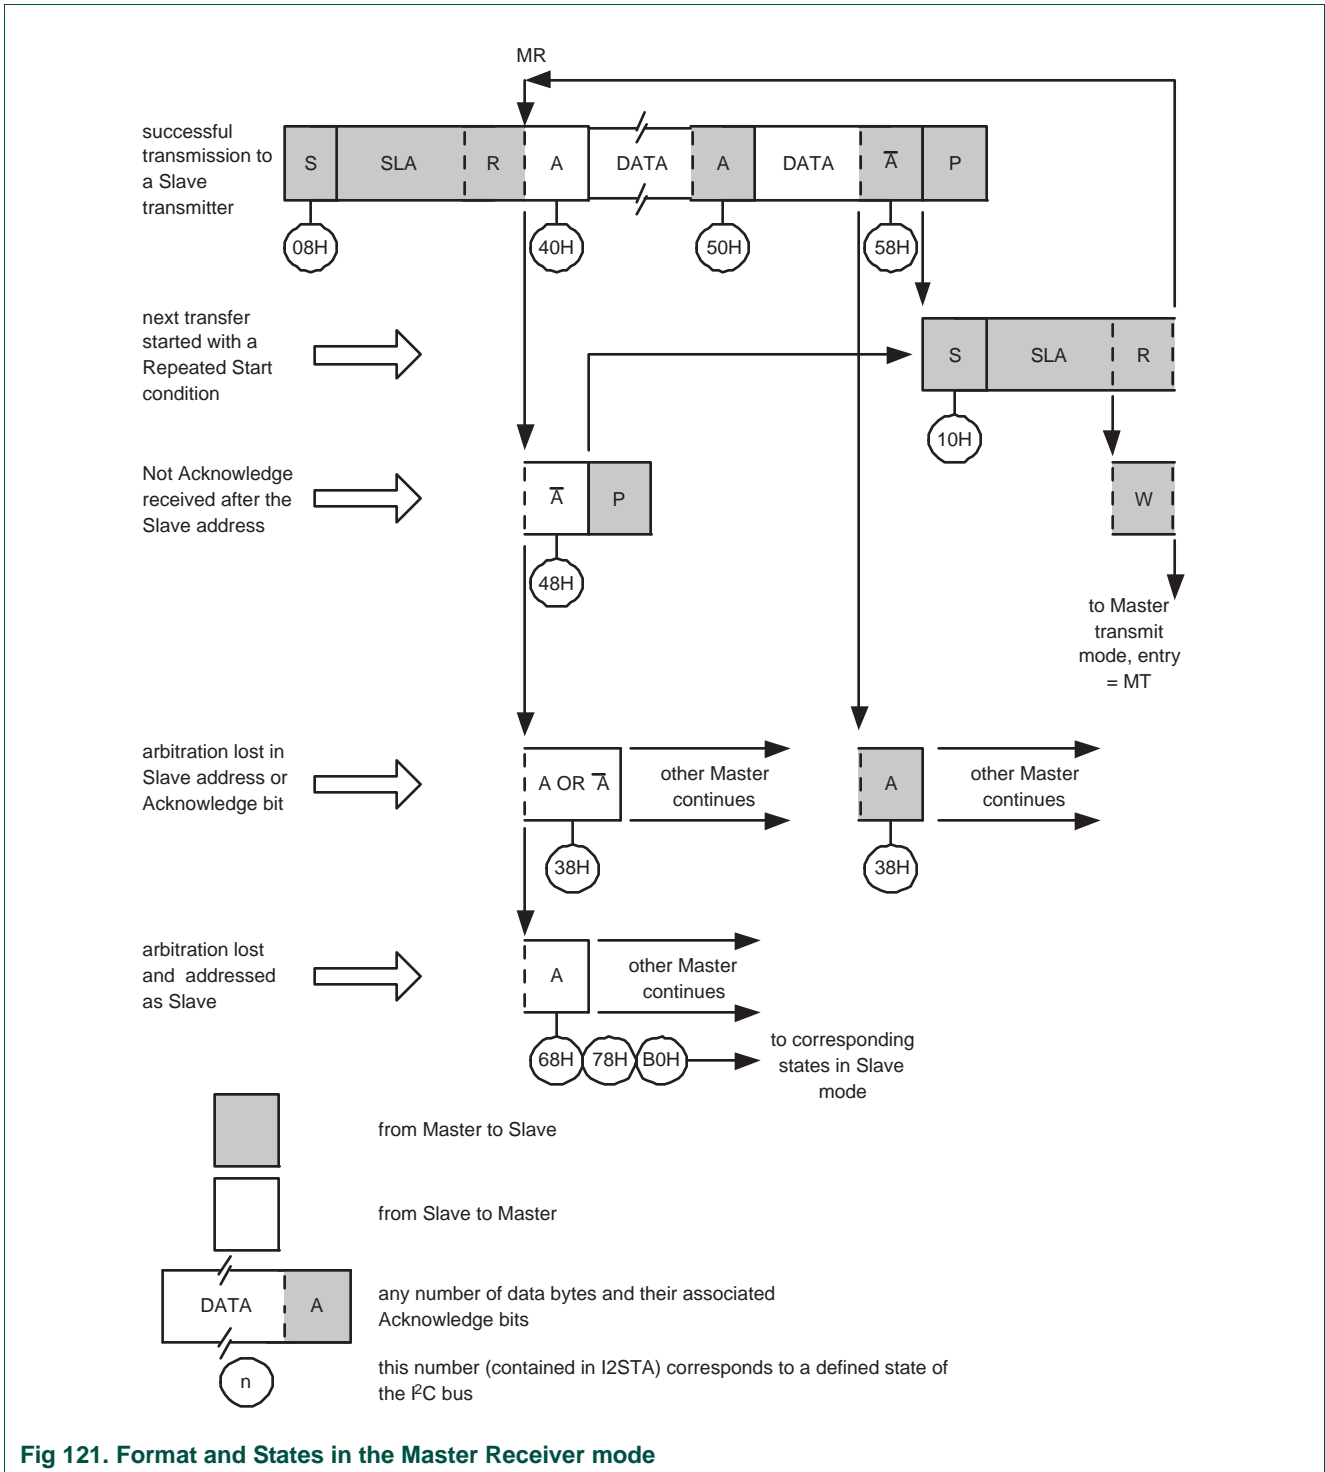 MR
successful
transmission to
a Slave
transmitter
S SLA R A DATA A DATA A̅ P
08H 40H 50H 58H
next transfer
started with a
Repeated Start
condition
S SLA R
10H
Not Acknowledge
received after the
Slave address
A̅ P
W
48H
to Master
transmit
mode, entry
= MT
arbitration lost in
Slave address or
Acknowledge bit
A OR A̅
other Master
continues
A
other Master
continues
38H 38H
arbitration lost
and addressed
as Slave
A
other Master
continues
68H 78H B0H
to corresponding
states in Slave
mode
from Master to Slave
from Slave to Master
DATA A
any number of data bytes and their associated
Acknowledge bits
n
this number (contained in I2STA) corresponds to a defined state of
the I²C bus
Fig 121. Format and States in the Master Receiver mode